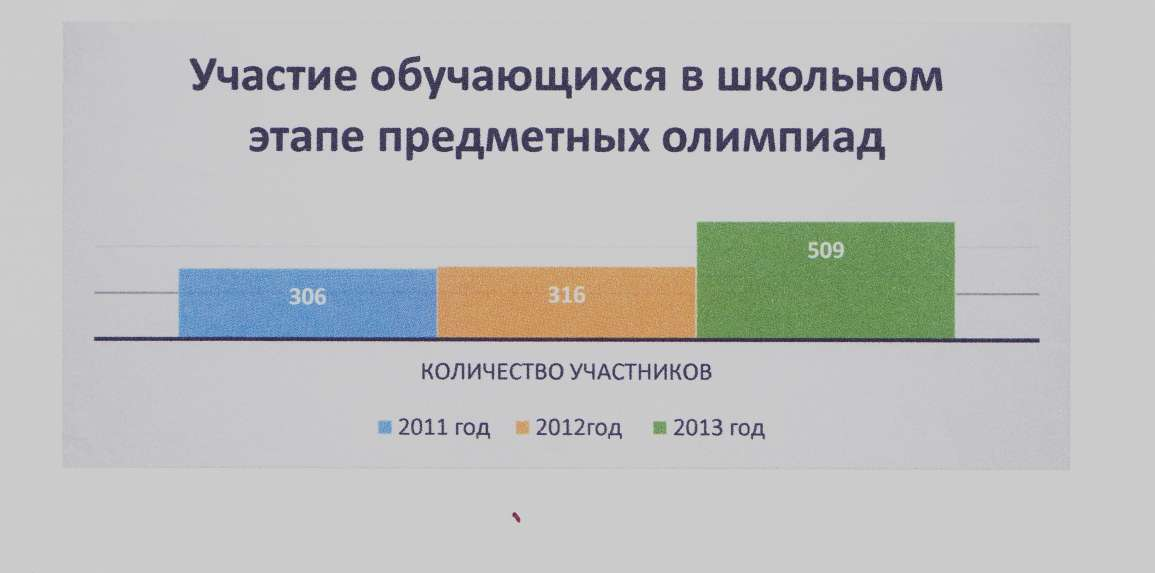 Участие обучающихся в школьном
этапе предметных олимпиад
306
316
509
КОЛИЧЕСТВО УЧАСТНИКОВ
2011 год
2012год
2013 год